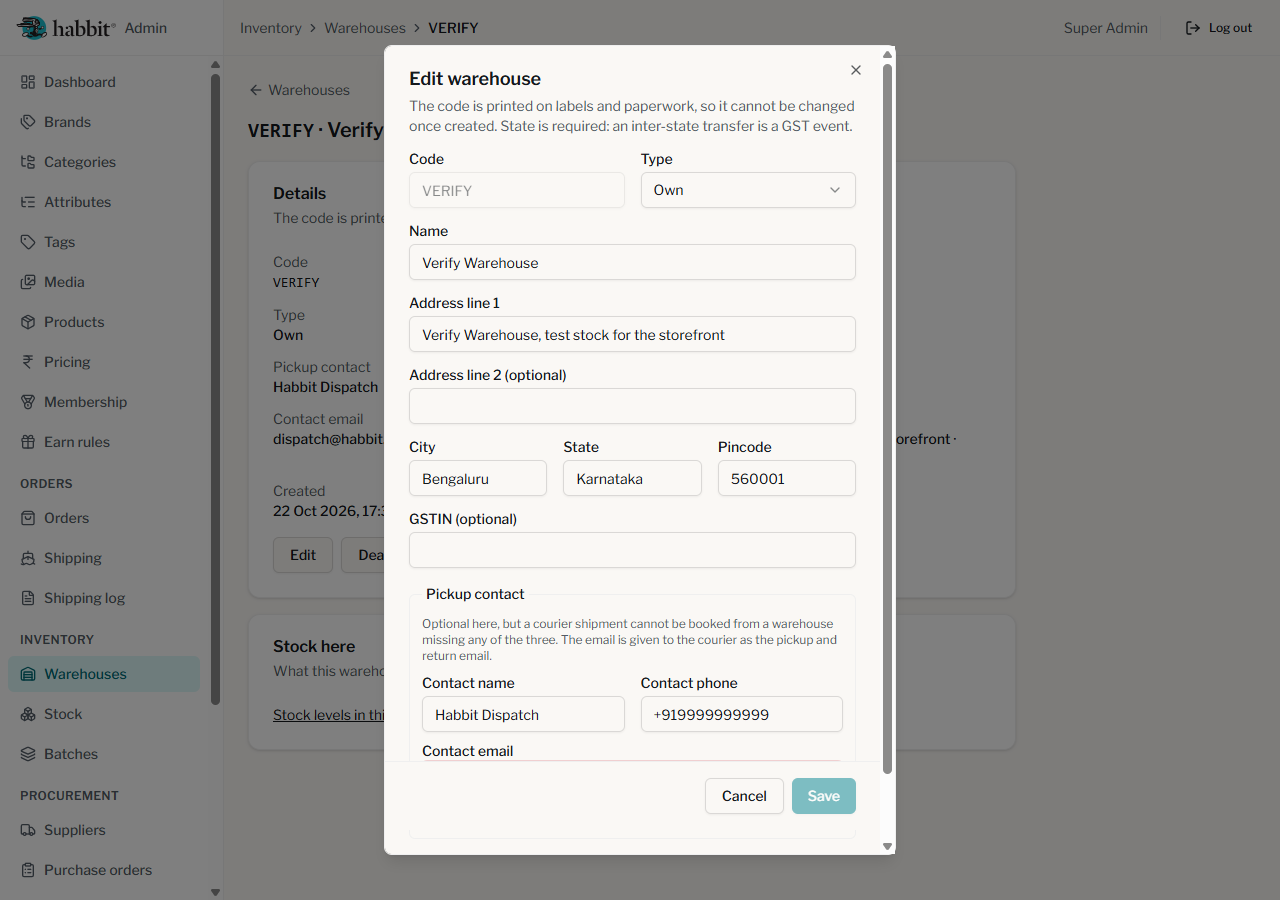 habbit® Admin
Inventory > Warehouses > VERIFY
Super Admin
Log out
Dashboard
Brands
Categories
Attributes
Tags
Media
Products
Pricing
Membership
Earn rules
ORDERS
Orders
Shipping
Shipping log
INVENTORY
Warehouses
Stock
Batches
PROCUREMENT
Suppliers
Purchase orders
← Warehouses
VERIFY · Verify
Details
The code is
Code
VERIFY
Type
Own
Pickup contact
Habbit Dispatch
Contact email
dispatch@habbit
orefront ·
Created
22 Oct 2026, 17:3
Edit
Stock here
What this
Stock levels in
Edit warehouse
The code is printed on labels and paperwork, so it cannot be changed
once created. State is required: an inter-state transfer is a GST event.
Code
Type
VERIFY
Own
Name
Verify Warehouse
Address line 1
Verify Warehouse, test stock for the storefront
Address line 2 (optional)
City
State
Pincode
Bengaluru
Karnataka
560001
GSTIN (optional)
Pickup contact
Optional here, but a courier shipment cannot be booked from a warehouse
missing any of the three. The email is given to the courier as the pickup and
return email.
Contact name
Contact phone
Habbit Dispatch
+919999999999
Contact email
Cancel
Save